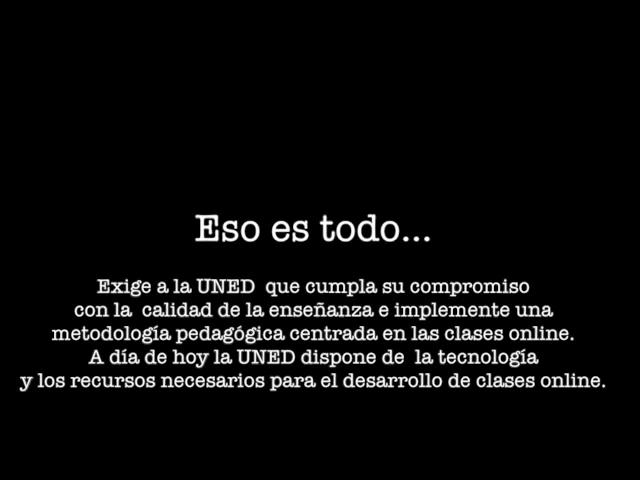 Eso es todo...
Exige a la UNED que cumpla su compromiso
con la calidad de la enseñanza e implemente una
metodología pedagógica centrada en las clases online.
A día de hoy la UNED dispone de la tecnología
y los recursos necesarios para el desarrollo de clases online.